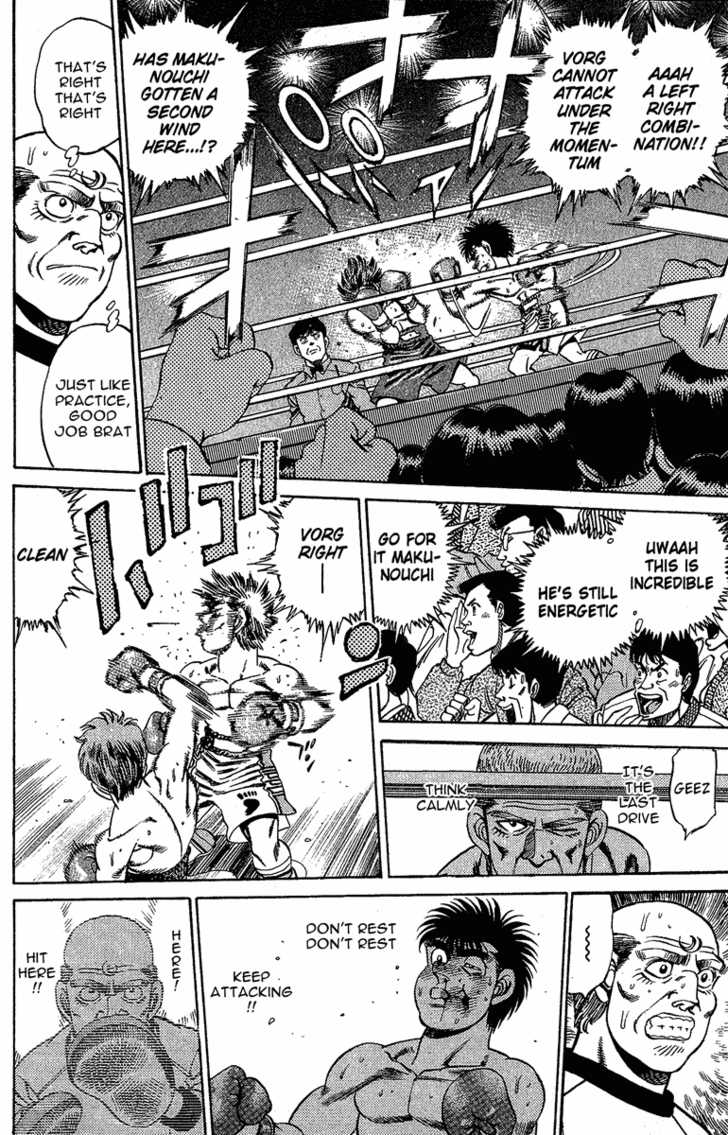 AAAH
A LEFT
RIGHT
COMBI-
NATION!!
VORG
CANNOT
ATTACK
UNDER
THE
MOMEN-
TUM
HAS MAKU-
NOUCHI
GOTTEN A
SECOND
WIND
HERE...!?
THAT'S
RIGHT
THAT'S
RIGHT
JUST LIKE
PRACTICE,
GOOD
JOB BRAT
UWAAH
THIS IS
INCREDIBLE
HE'S STILL
ENERGETIC
GO FOR
IT MAKU-
NOUCHI
VORG
RIGHT
—
CLEAN
GEEZ
IT'S
THE
LAST
DRIVE
THINK
CALMLY
DON'T REST
DON'T REST
KEEP
ATTACKING
!!
HERE!
HIT
HERE
!!